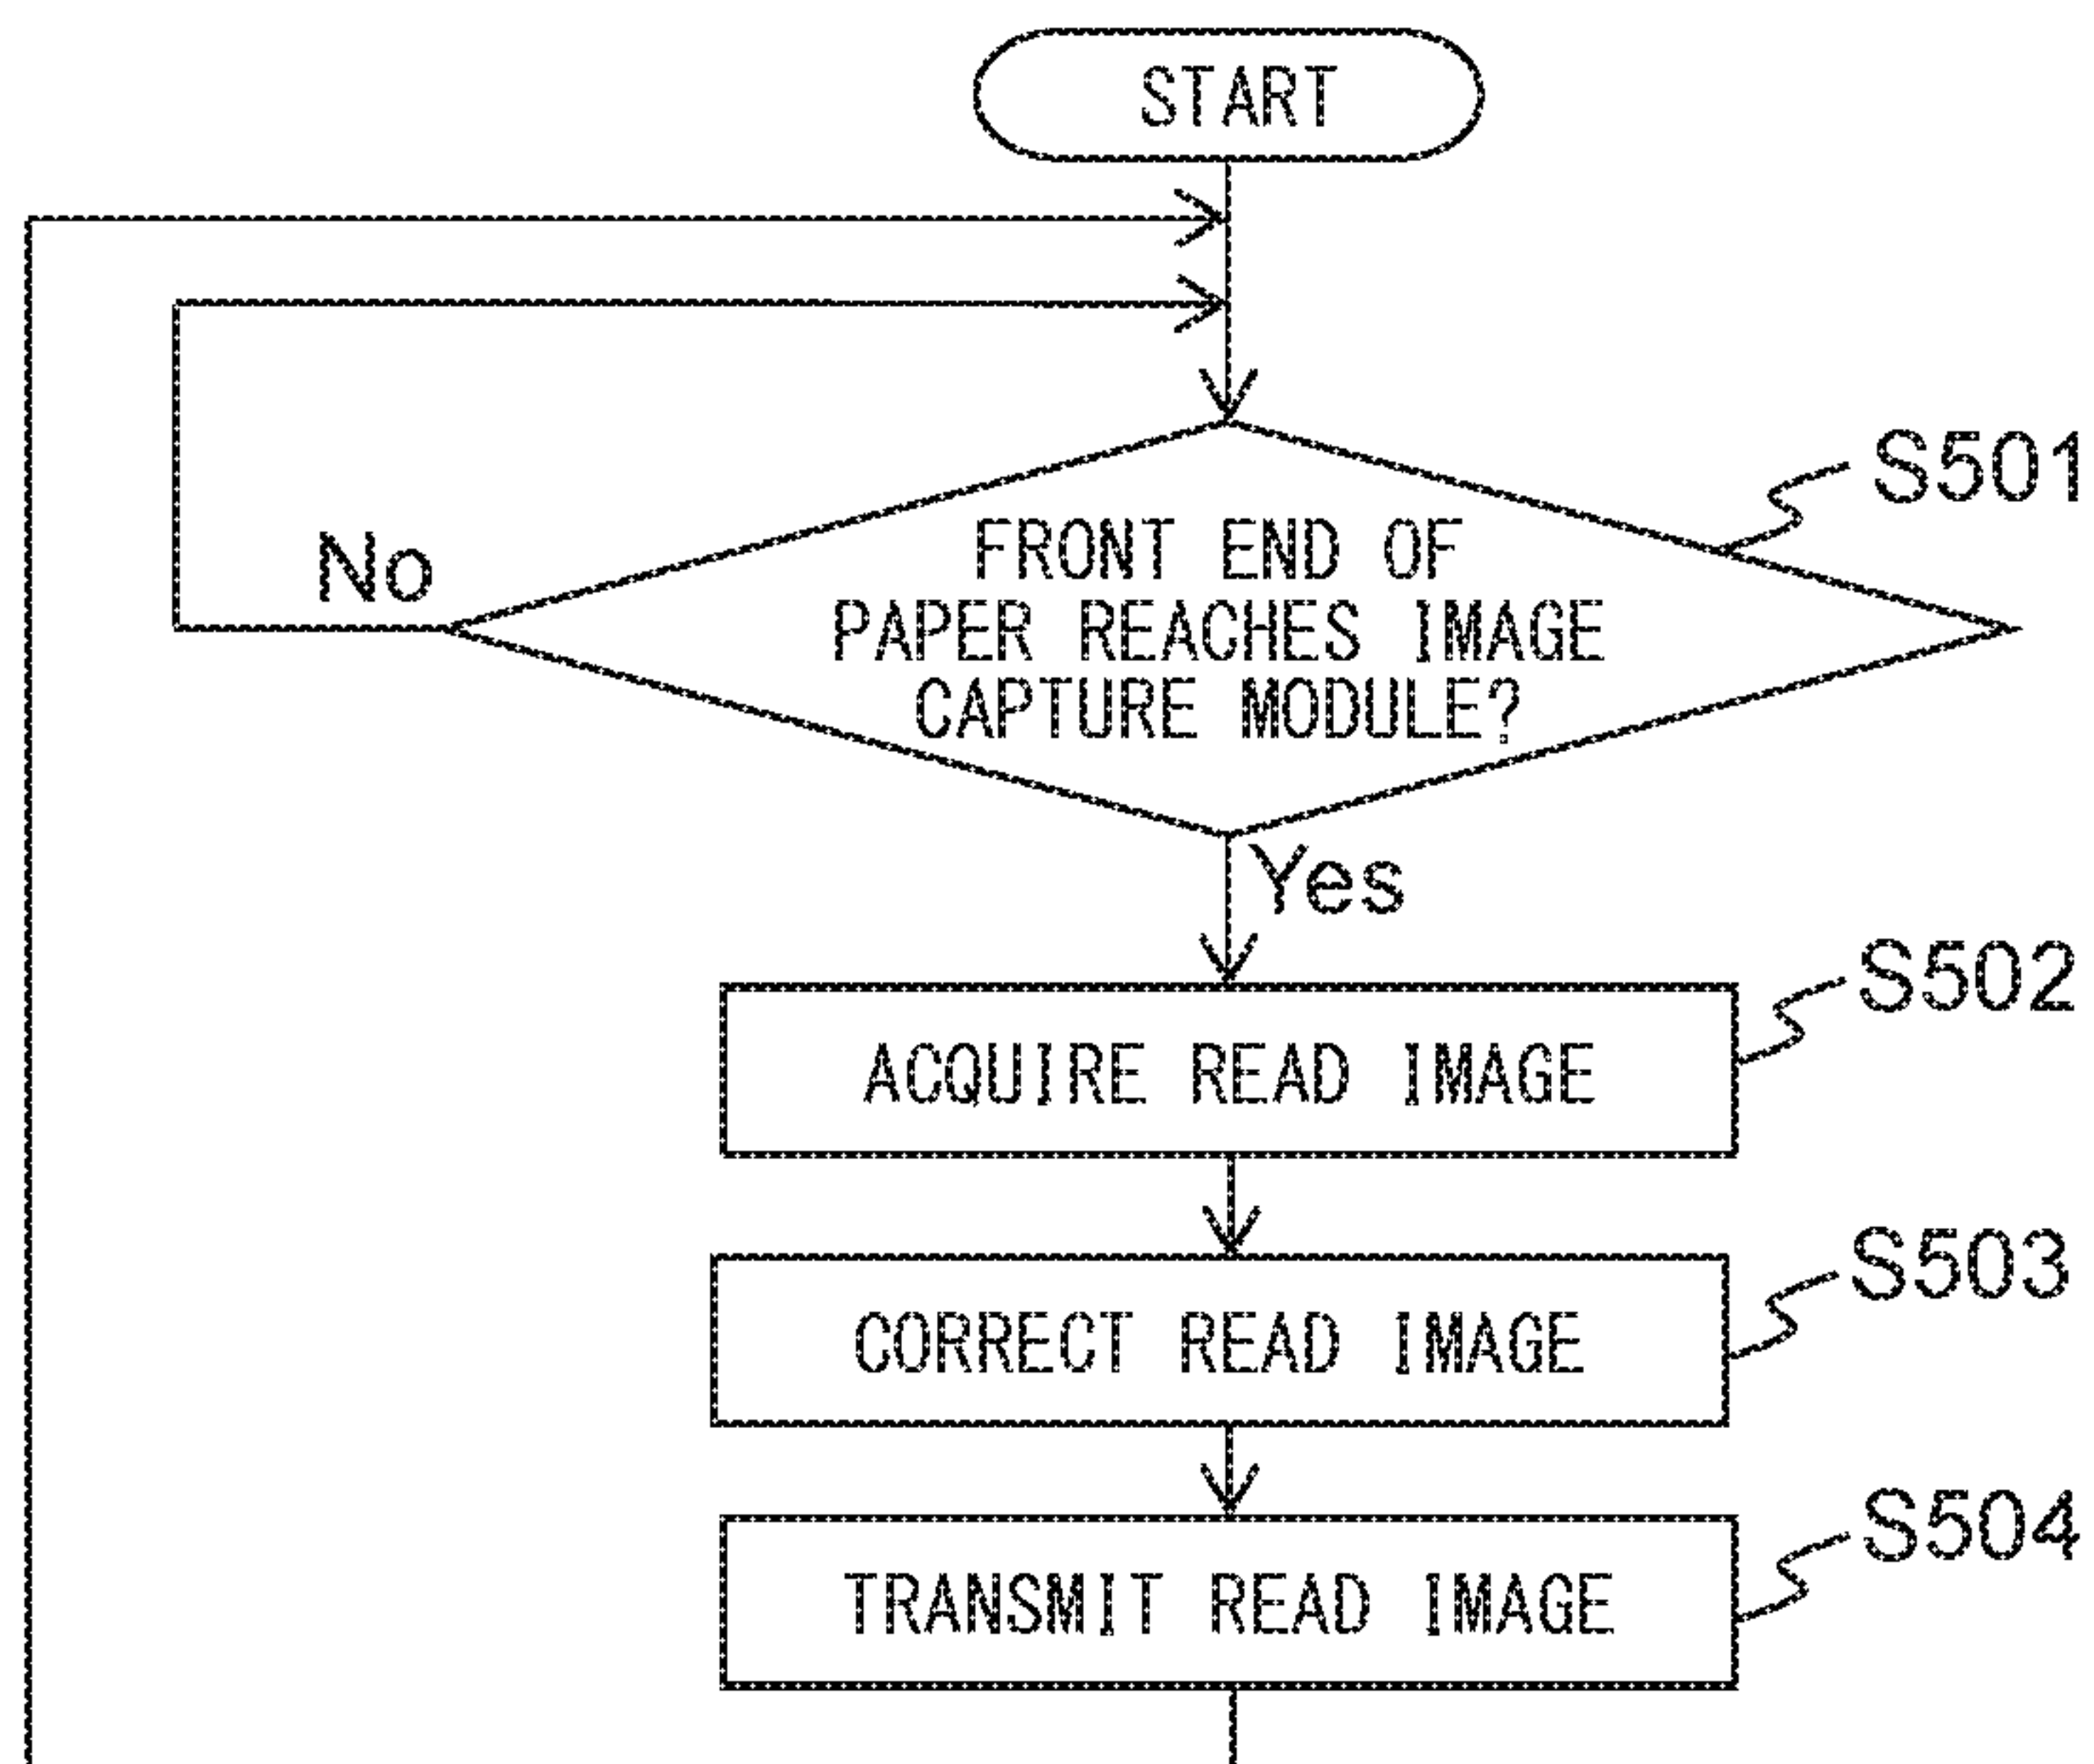 START
S501
FRONT END OF
PAPER REACHES IMAGE
CAPTURE MODULE?
No
Yes
S502
ACQUIRE READ IMAGE
S503
CORRECT READ IMAGE
S504
TRANSMIT READ IMAGE